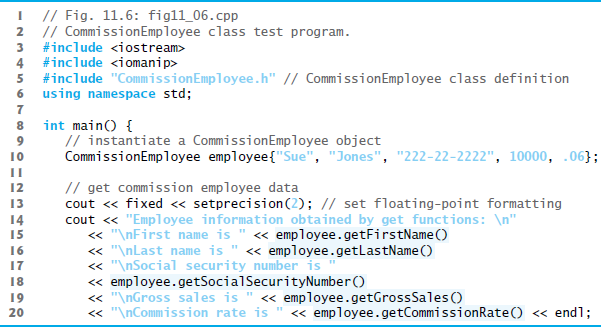 1 // Fig. 11.6: fig11_06.cpp
2 // CommissionEmployee class test program.
3 #include <iostream>
4 #include <iomanip>
5 #include "CommissionEmployee.h" // CommissionEmployee class definition
6 using namespace std;
7
8 int main() {
9 // instantiate a CommissionEmployee object
10 CommissionEmployee employee{"Sue", "Jones", "222-22-2222", 10000, .06};
11
12 // get commission employee data
13 cout << fixed << setprecision(2); // set floating-point formatting
14 cout << "Employee information obtained by get functions: \n"
15 << "\nFirst name is " << employee.getFirstName()
16 << "\nLast name is " << employee.getLastName()
17 << "\nSocial security number is "
18 << employee.getSocialSecurityNumber()
19 << "\nGross sales is " << employee.getGrossSales()
20 << "\nCommission rate is " << employee.getCommissionRate() << endl;